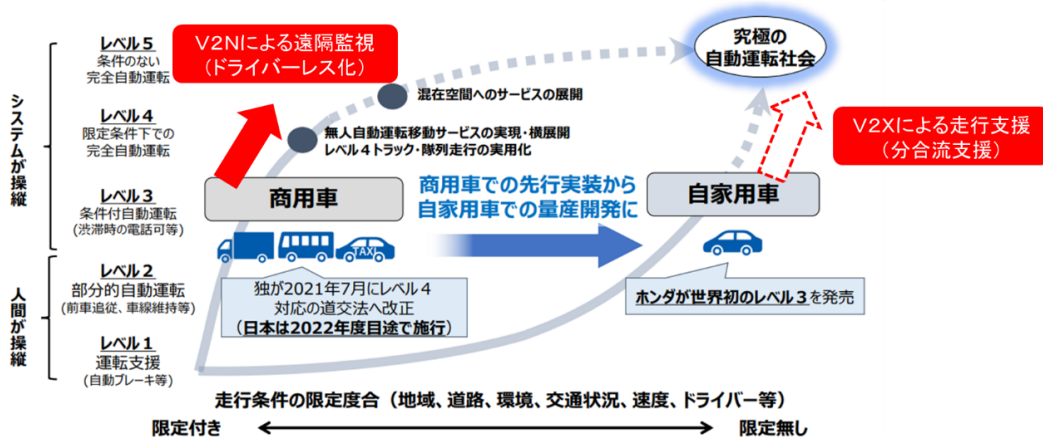 システムが操縦
人間が操縦
レベル5
条件のない
完全自動運転
レベル4
限定条件下での
完全自動運転
レベル3
条件付自動運転
(渋滞時の電話可等)
レベル2
部分的自動運転
(前車追従、車線維持等)
レベル1
運転支援
(自動ブレーキ等)
V2Nによる遠隔監視
(ドライバーレス化)
究極の
自動運転社会
混在空間へのサービスの展開
無人自動運転移動サービスの実現・横展開
レベル4トラック・隊列走行の実用化
V2Xによる走行支援
(分合流支援)
商用車
商用車での先行実装から
自家用車での量産開発に
自家用車
TAXI
独が2021年7月にレベル4
対応の道交法へ改正
(日本は2022年度目途で施行)
ホンダが世界初のレベル3を発売
走行条件の限定度合(地域、道路、環境、交通状況、速度、ドライバー等)
限定付き
限定無し